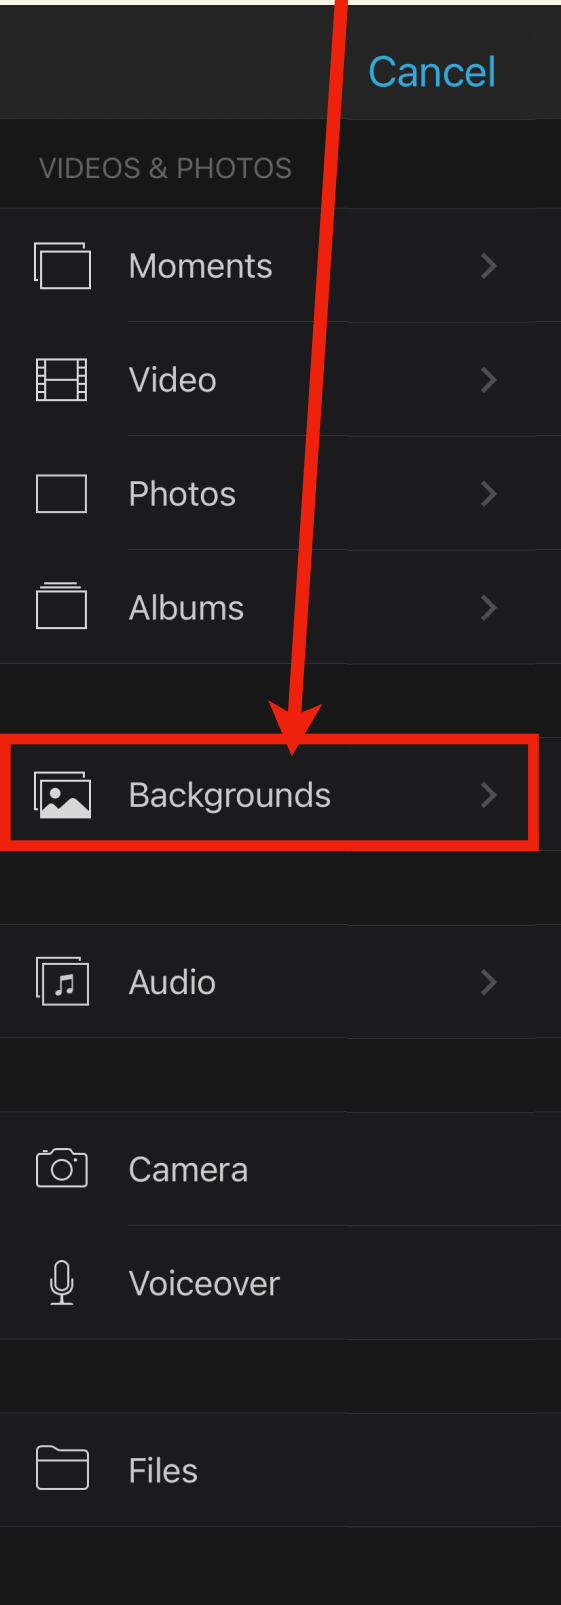 Cancel
VIDEOS & PHOTOS
Moments
Video
Photos
Albums
Backgrounds
Audio
Camera
Voiceover
Files